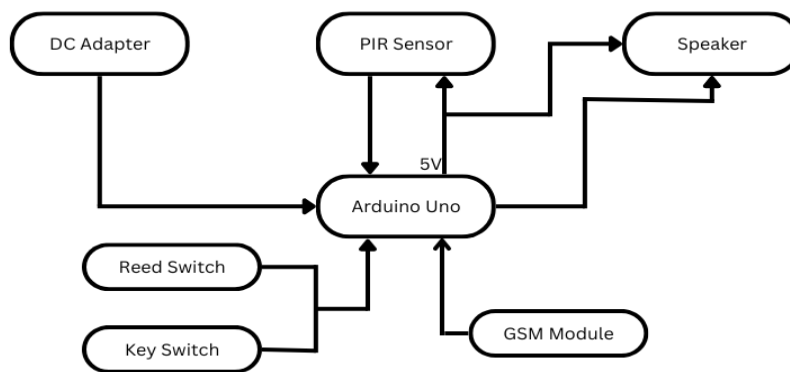 DC Adapter
PIR Sensor
Speaker
5V
Arduino Uno
Reed Switch
GSM Module
Key Switch